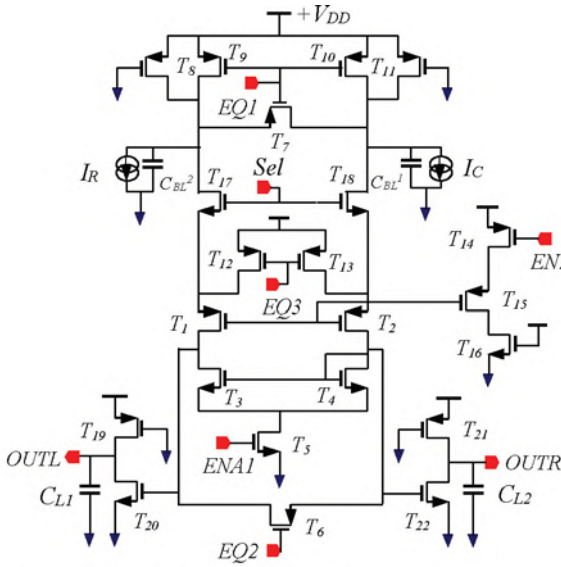 +V_DD
T_8
T_9
T_10
T_11
EQ1
T_7
I_R
C_BL^2
T_17
Sel
T_18
C_BL^1
I_C
T_12
T_13
EQ3
T_14
T_15
T_16
T_1
T_2
T_3
T_4
T_5
ENA1
T_19
OUTL
C_L1
T_20
T_6
EQ2
T_21
OUTR
C_L2
T_22